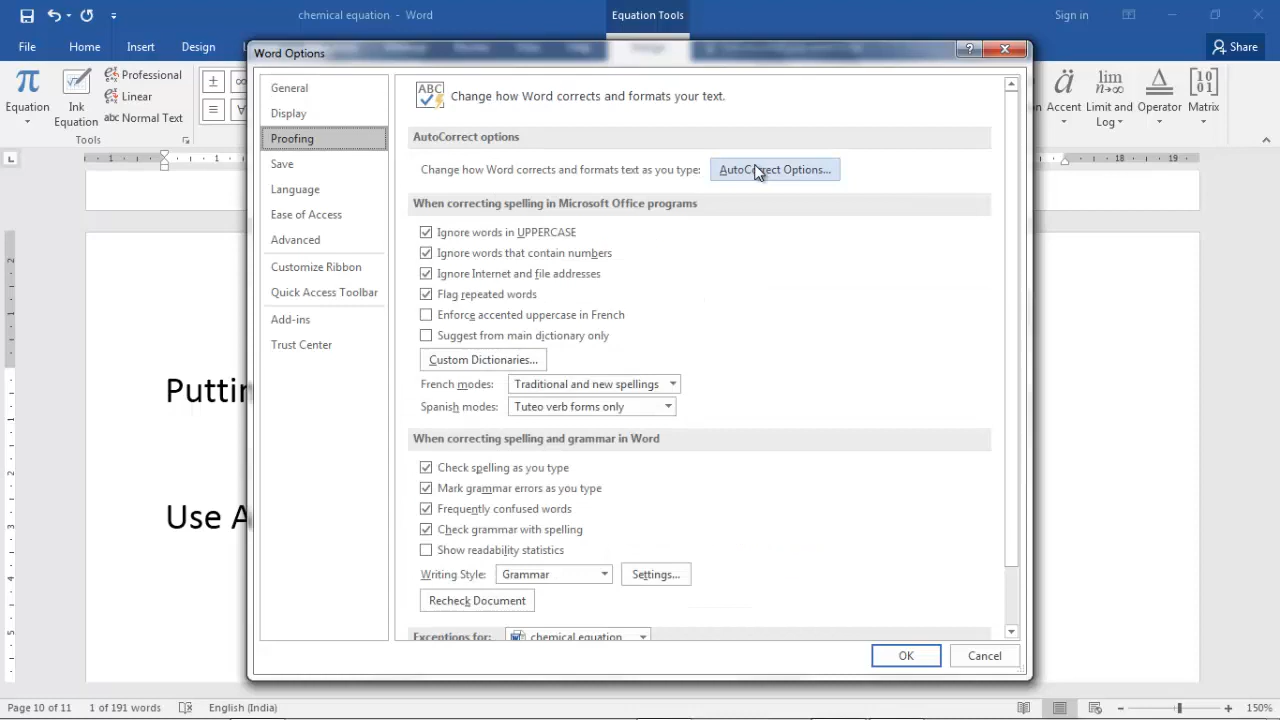 chemical equation - Word
Equation Tools
Sign in
File
Home
Insert
Design
Share
Word Options
Equation
Ink
Equation
Professional
Linear
abc Normal Text
Tools
Accent
Limit and
Log
Operator
Matrix
General
Display
Proofing
Save
Language
Ease of Access
Advanced
Customize Ribbon
Quick Access Toolbar
Add-ins
Trust Center
ABC
Change how Word corrects and formats your text.
AutoCorrect options
Change how Word corrects and formats text as you type:
AutoCorrect Options...
When correcting spelling in Microsoft Office programs
Ignore words in UPPERCASE
Ignore words that contain numbers
Ignore Internet and file addresses
Flag repeated words
Enforce accented uppercase in French
Suggest from main dictionary only
Custom Dictionaries...
French modes: Traditional and new spellings
Spanish modes: Tuteo verb forms only
When correcting spelling and grammar in Word
Check spelling as you type
Mark grammar errors as you type
Frequently confused words
Check grammar with spelling
Show readability statistics
Writing Style: Grammar Settings...
Recheck Document
Exceptions for: chemical equation
OK
Cancel
Puttin
Use A
Page 10 of 11 1 of 191 words English (India) 150%